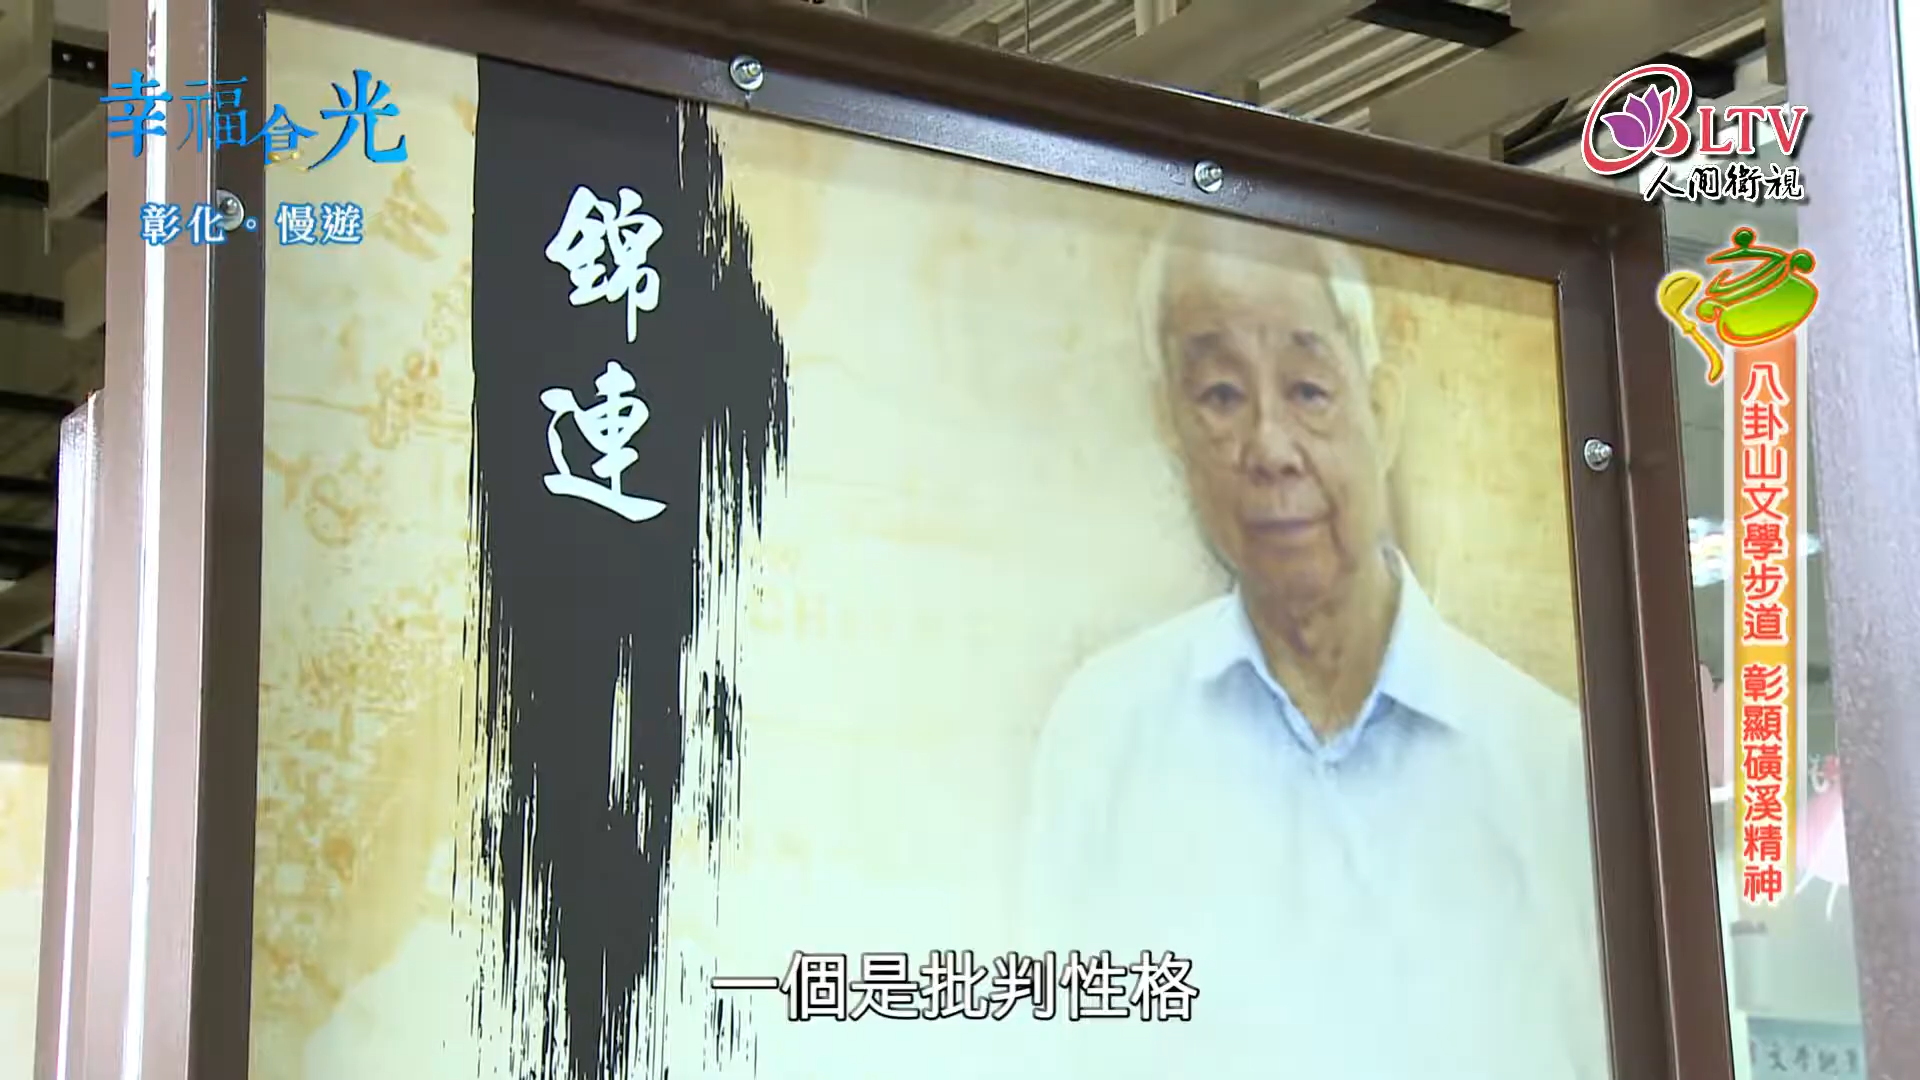 幸福食光
彰化。慢遊
BLTV
人間衛視
錦連
八卦山文學步道 彰顯磺溪精神
一個是批判性格